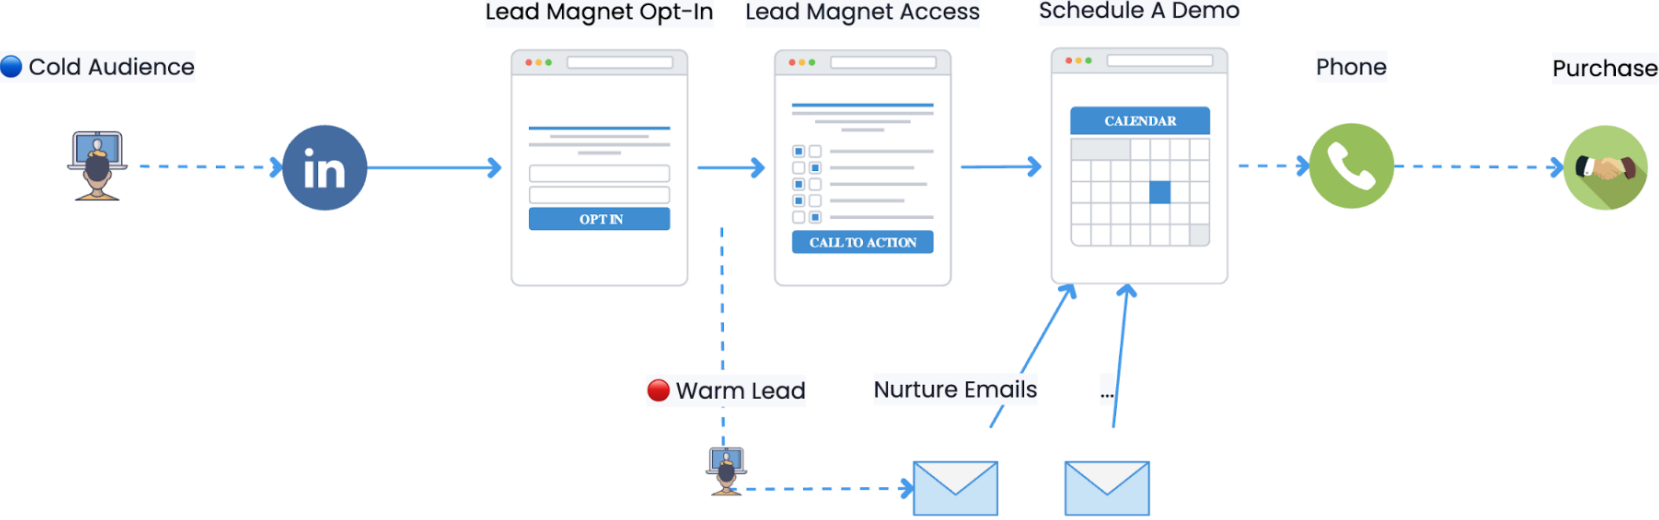 Lead Magnet Opt-In
Lead Magnet Access
Schedule A Demo
Cold Audience
Phone
Purchase
in
CALENDAR
OPT IN
CALL TO ACTION
Warm Lead
Nurture Emails
...